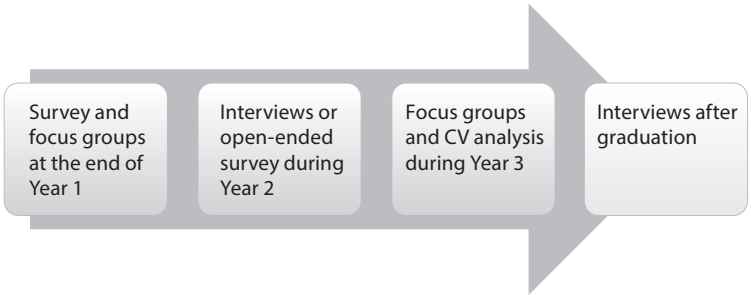 Survey and
focus groups
at the end of
Year 1
Interviews or
open-ended
survey during
Year 2
Focus groups
and CV analysis
during Year 3
Interviews after
graduation